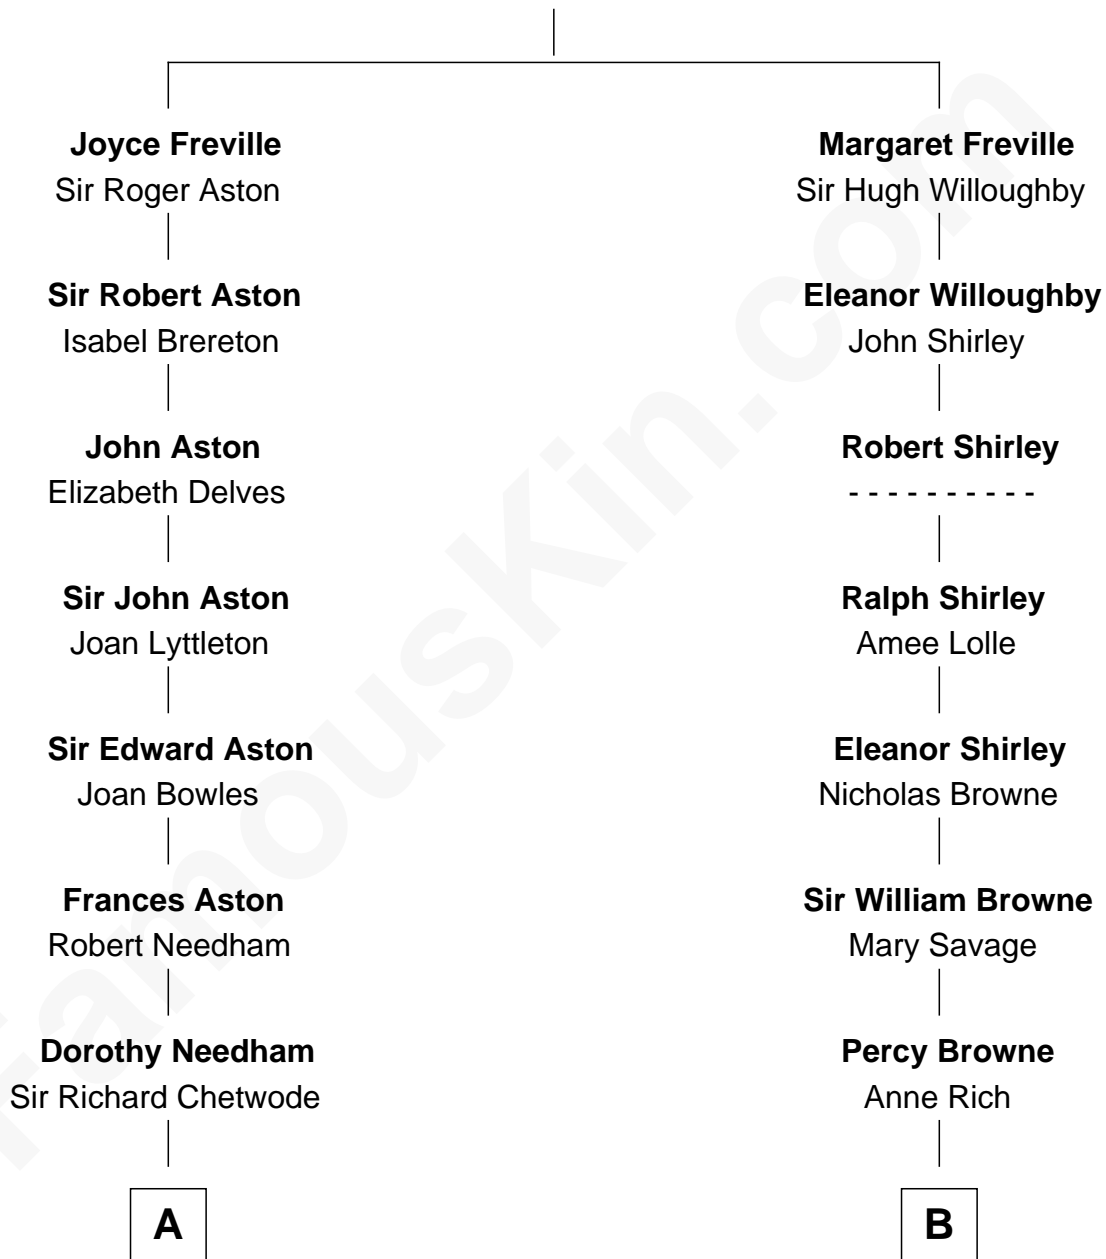 Joyce Freville
Sir Roger Aston
Sir Robert Aston
Isabel Brereton
John Aston
Elizabeth Delves
Sir John Aston
Joan Lyttleton
Sir Edward Aston
Joan Bowles
Frances Aston
Robert Needham
Dorothy Needham
Sir Richard Chetwode
A
Margaret Freville
Sir Hugh Willoughby
Eleanor Willoughby
John Shirley
Robert Shirley
- - - - - - - - - -
Ralph Shirley
Amee Lolle
Eleanor Shirley
Nicholas Browne
Sir William Browne
Mary Savage
Percy Browne
Anne Rich
B
FamousKin.com